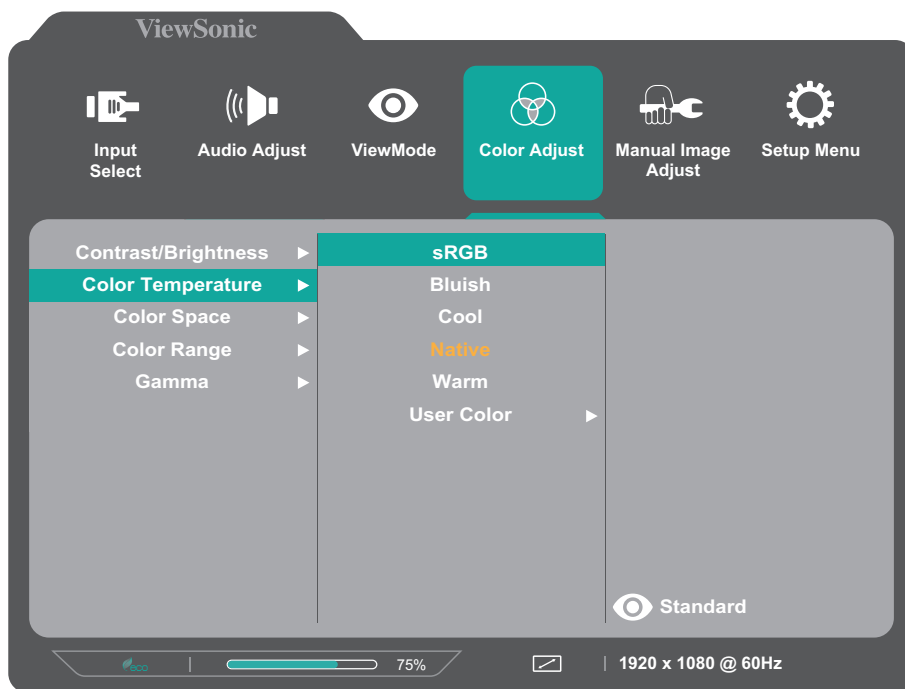 ViewSonic
Input Select
Audio Adjust
ViewMode
Color Adjust
Manual Image Adjust
Setup Menu
Contrast/Brightness
Color Temperature
Color Space
Color Range
Gamma
sRGB
Bluish
Cool
Native
Warm
User Color
Standard
eco
75%
1920 x 1080 @ 60Hz